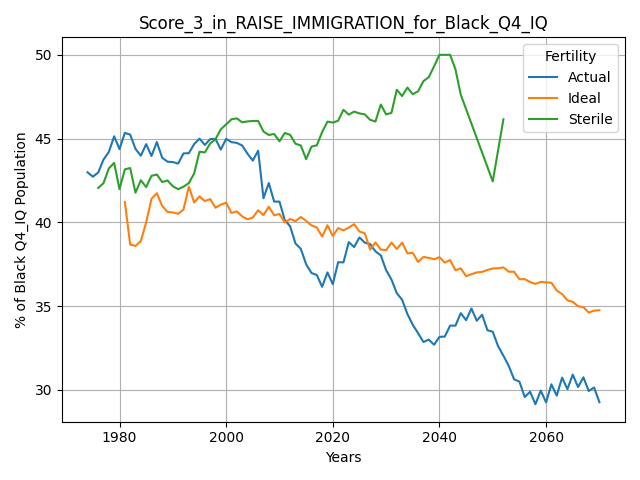 Score_3_in_RAISE_IMMIGRATION_for_Black_Q4_IQ
50
45
40
35
30
% of Black Q4_IQ Population
Fertility
Actual
Ideal
Sterile
1980 2000 2020 2040 2060
Years